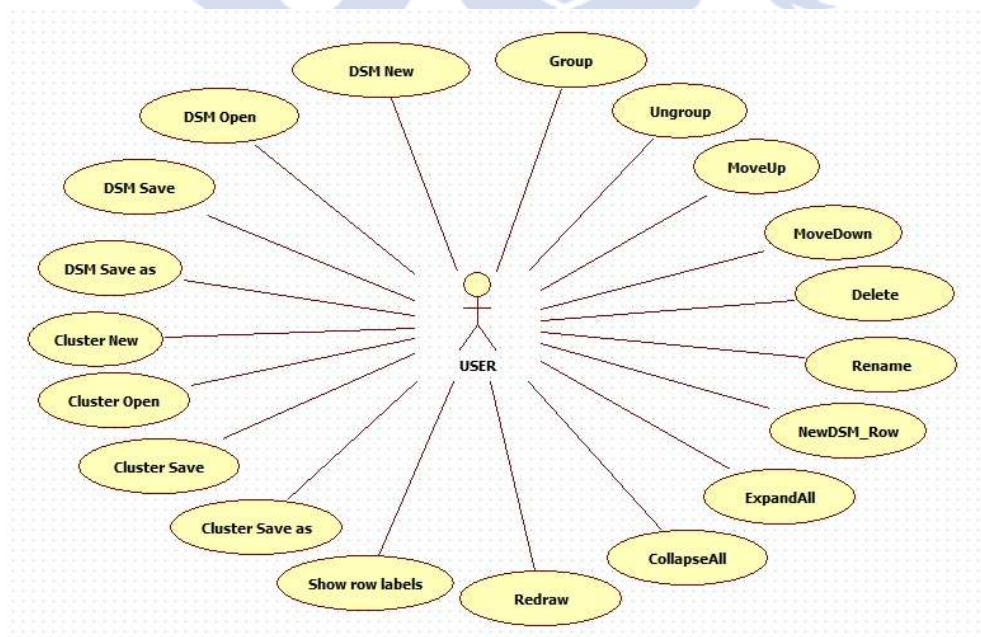 Group
DSM New
Ungroup
DSM Open
MoveUp
DSM Save
MoveDown
DSM Save as
Delete
Cluster New
USER
Rename
Cluster Open
NewDSM_Row
Cluster Save
ExpandAll
Cluster Save as
CollapseAll
Show row labels
Redraw